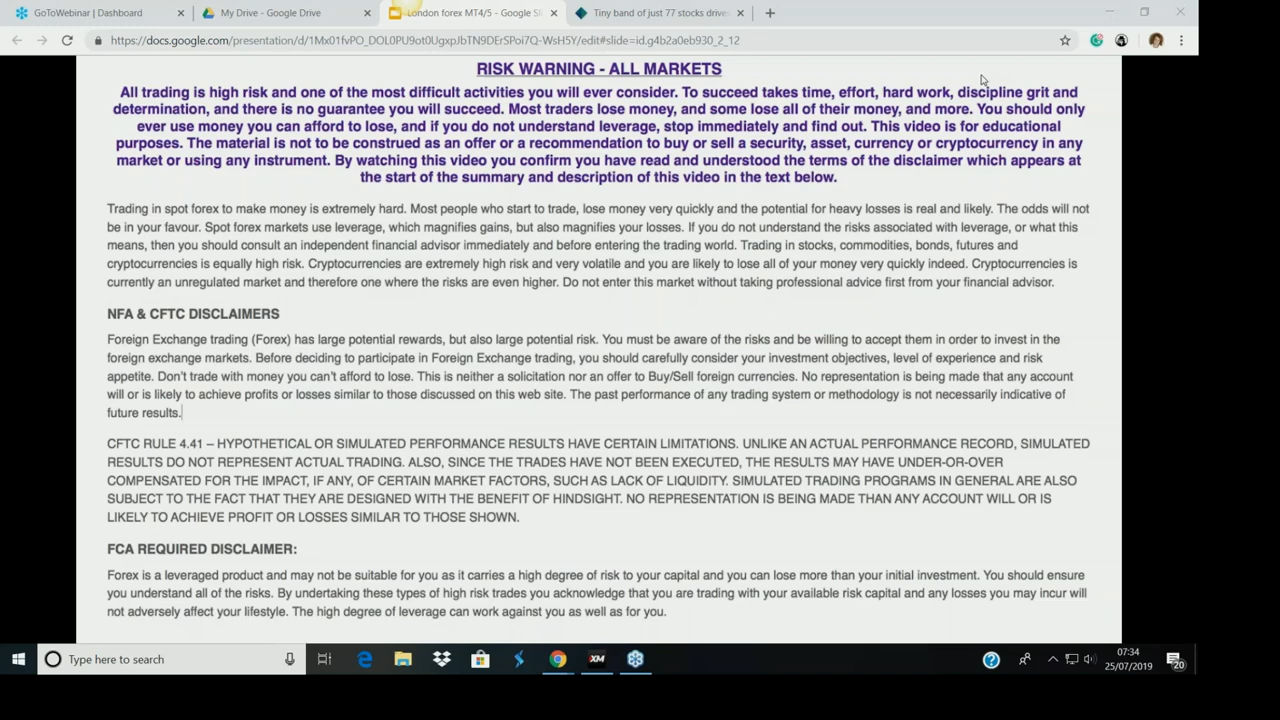 GoToWebinar | Dashboard
My Drive - Google Drive
London forex MT4/5 - Google Sl
Tiny band of just 77 stocks drives
https://docs.google.com/presentation/d/1Mx01fvPO_DOL0PU9ot0UgxpJbTN9DErSPoi7Q-WsH5Y/edit#slide=id.g4b2a0eb930_2_12
RISK WARNING - ALL MARKETS
All trading is high risk and one of the most difficult activities you will ever consider. To succeed takes time, effort, hard work, discipline grit and
determination, and there is no guarantee you will succeed. Most traders lose money, and some lose all of their money, and more. You should only
ever use money you can afford to lose, and if you do not understand leverage, stop immediately and find out. This video is for educational
purposes. The material is not to be construed as an offer or a recommendation to buy or sell a security, asset, currency or cryptocurrency in any
market or using any instrument. By watching this video you confirm you have read and understood the terms of the disclaimer which appears at
the start of the summary and description of this video in the text below.
Trading in spot forex to make money is extremely hard. Most people who start to trade, lose money very quickly and the potential for heavy losses is real and likely. The odds will not
be in your favour. Spot forex markets use leverage, which magnifies gains, but also magnifies your losses. If you do not understand the risks associated with leverage, or what this
means, then you should consult an independent financial advisor immediately and before entering the trading world. Trading in stocks, commodities, bonds, futures and
cryptocurrencies is equally high risk. Cryptocurrencies are extremely high risk and very volatile and you are likely to lose all of your money very quickly indeed. Cryptocurrencies is
currently an unregulated market and therefore one where the risks are even higher. Do not enter this market without taking professional advice first from your financial advisor.
NFA & CFTC DISCLAIMERS
Foreign Exchange trading (Forex) has large potential rewards, but also large potential risk. You must be aware of the risks and be willing to accept them in order to invest in the
foreign exchange markets. Before deciding to participate in Foreign Exchange trading, you should carefully consider your investment objectives, level of experience and risk
appetite. Don't trade with money you can't afford to lose. This is neither a solicitation nor an offer to Buy/Sell foreign currencies. No representation is being made that any account
will or is likely to achieve profits or losses similar to those discussed on this web site. The past performance of any trading system or methodology is not necessarily indicative of
future results.
CFTC RULE 4.41 – HYPOTHETICAL OR SIMULATED PERFORMANCE RESULTS HAVE CERTAIN LIMITATIONS. UNLIKE AN ACTUAL PERFORMANCE RECORD, SIMULATED
RESULTS DO NOT REPRESENT ACTUAL TRADING. ALSO, SINCE THE TRADES HAVE NOT BEEN EXECUTED, THE RESULTS MAY HAVE UNDER-OR-OVER
COMPENSATED FOR THE IMPACT, IF ANY, OF CERTAIN MARKET FACTORS, SUCH AS LACK OF LIQUIDITY. SIMULATED TRADING PROGRAMS IN GENERAL ARE ALSO
SUBJECT TO THE FACT THAT THEY ARE DESIGNED WITH THE BENEFIT OF HINDSIGHT. NO REPRESENTATION IS BEING MADE THAN ANY ACCOUNT WILL OR IS
LIKELY TO ACHIEVE PROFIT OR LOSSES SIMILAR TO THOSE SHOWN.
FCA REQUIRED DISCLAIMER:
Forex is a leveraged product and may not be suitable for you as it carries a high degree of risk to your capital and you can lose more than your initial investment. You should ensure
you understand all of the risks. By undertaking these types of high risk trades you acknowledge that you are trading with your available risk capital and any losses you may incur will
not adversely affect your lifestyle. The high degree of leverage can work against you as well as for you.
Type here to search
XM
07:34
25/07/2019
20